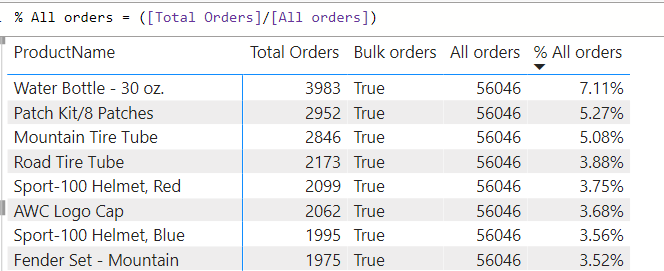 % All orders = ([Total Orders]/[All orders])
ProductName Total Orders Bulk orders All orders % All orders
Water Bottle - 30 oz. 3983 True 56046 7.11%
Patch Kit/8 Patches 2952 True 56046 5.27%
Mountain Tire Tube 2846 True 56046 5.08%
Road Tire Tube 2173 True 56046 3.88%
Sport-100 Helmet, Red 2099 True 56046 3.75%
AWC Logo Cap 2062 True 56046 3.68%
Sport-100 Helmet, Blue 1995 True 56046 3.56%
Fender Set - Mountain 1975 True 56046 3.52%